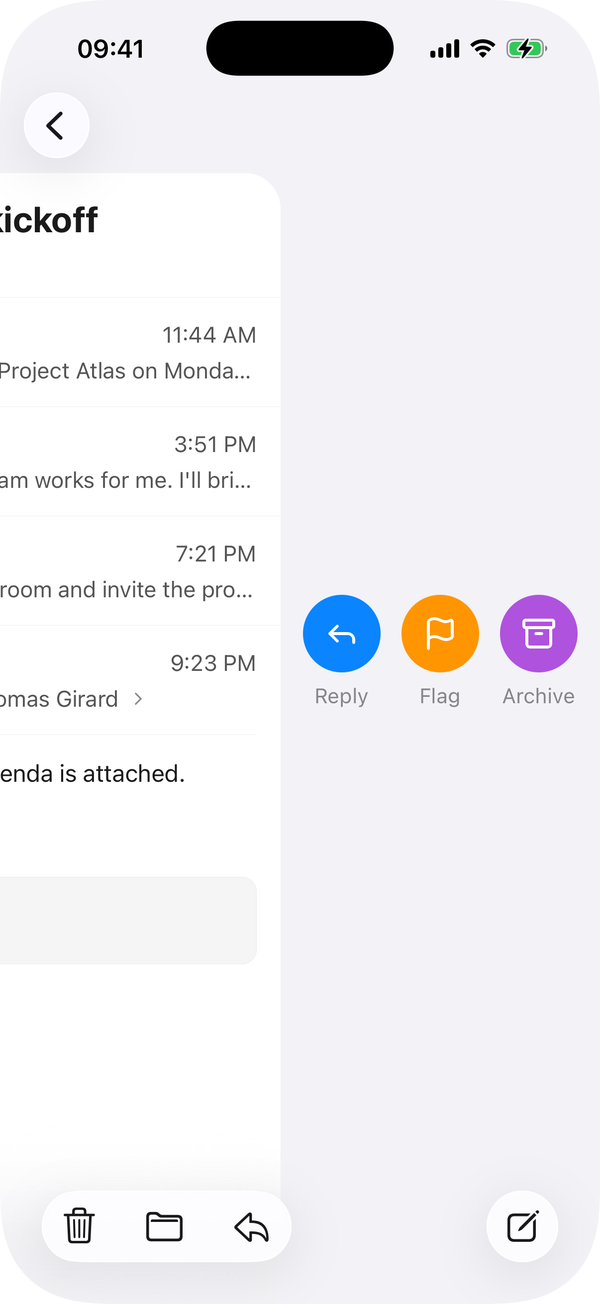 09:41
kickoff
11:44 AM
Project Atlas on Monda...
3:51 PM
am works for me. I'll bri...
7:21 PM
room and invite the pro...
9:23 PM
omas Girard
Reply
Flag
Archive
enda is attached.